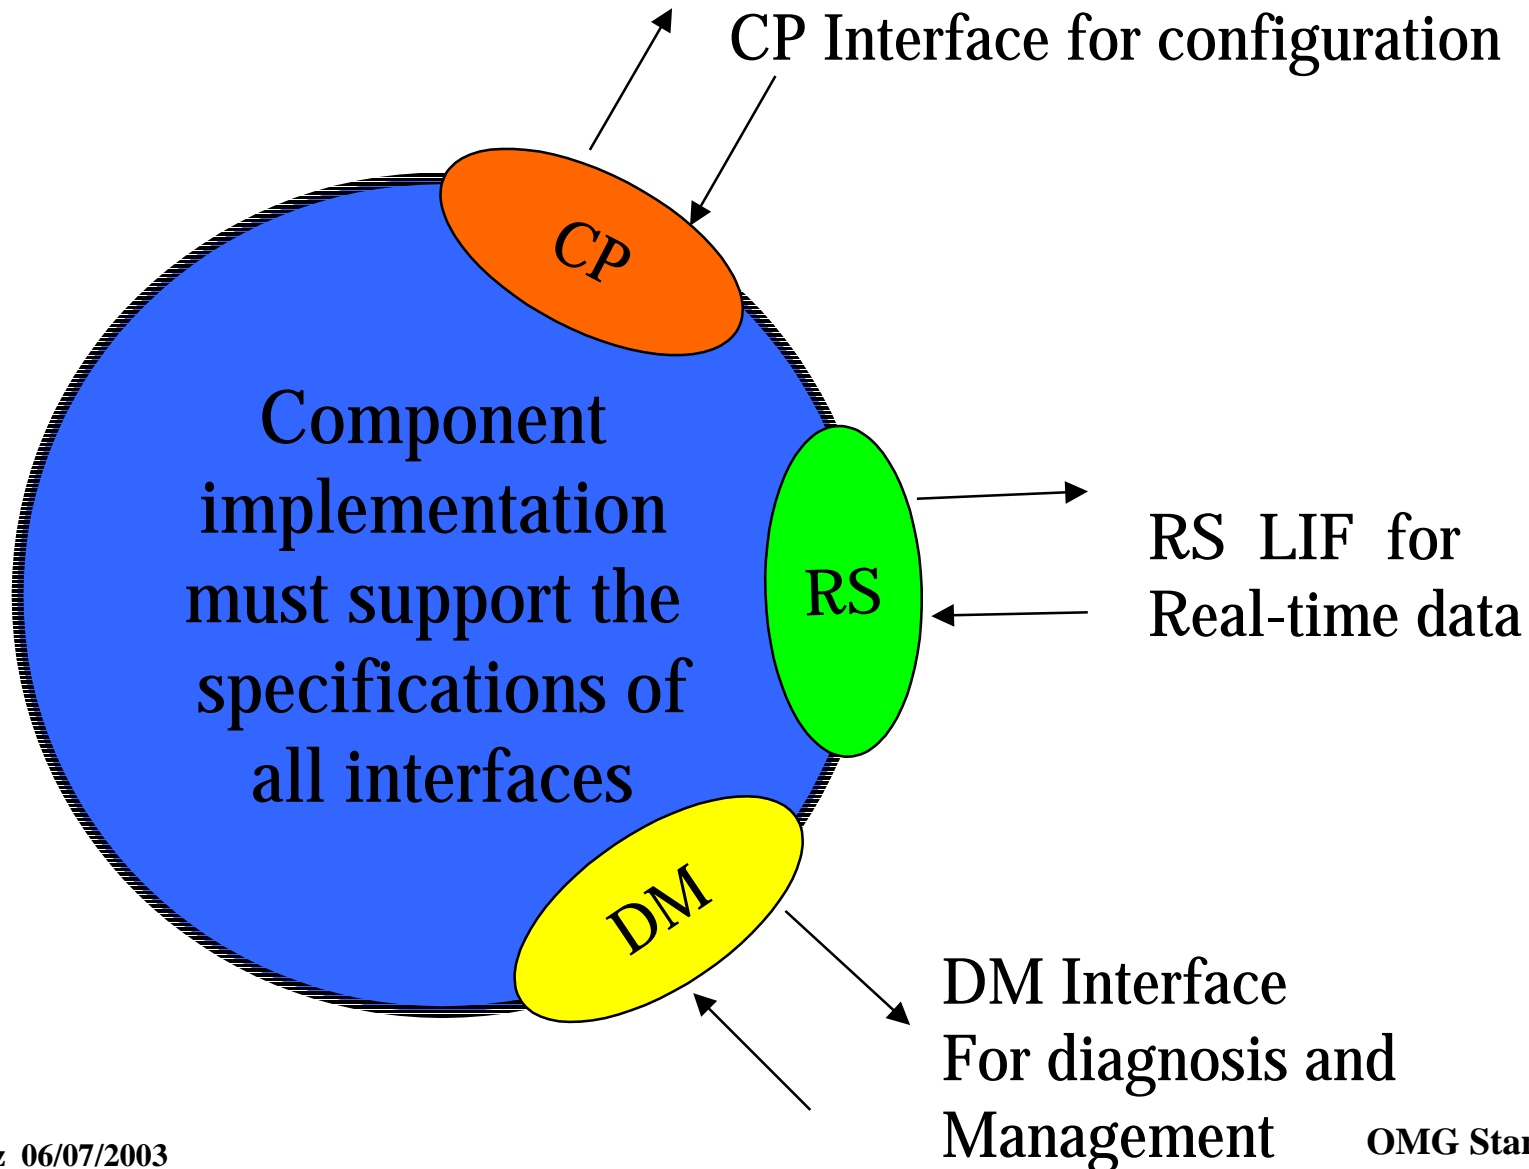 CP Interface for configuration
CP
Component
implementation
must support the
specifications of
all interfaces
RS
RS LIF for
Real-time data
DM
DM Interface
For diagnosis and
Management
06/07/2003
OMG